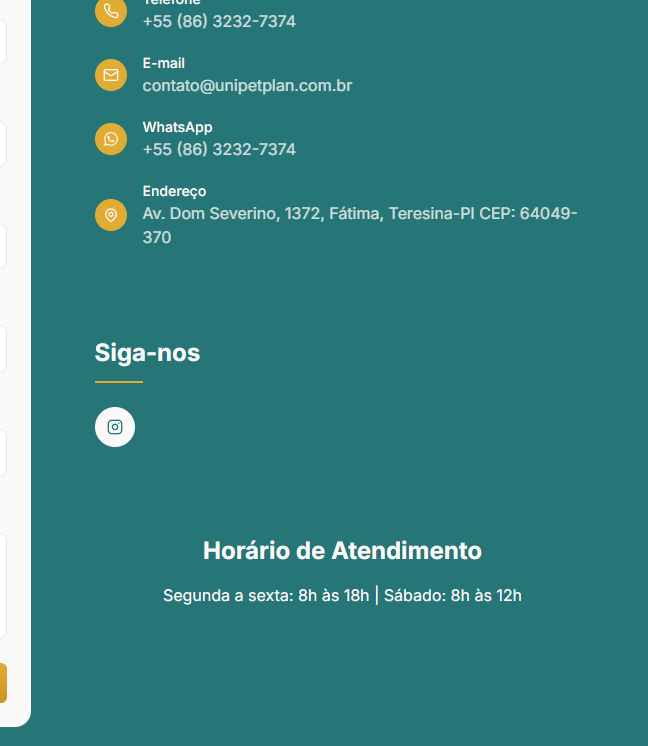 Telefone
+55 (86) 3232-7374
E-mail
contato@unipetplan.com.br
WhatsApp
+55 (86) 3232-7374
Endereço
Av. Dom Severino, 1372, Fátima, Teresina-PI CEP: 64049-
370
Siga-nos
Horário de Atendimento
Segunda a sexta: 8h às 18h | Sábado: 8h às 12h